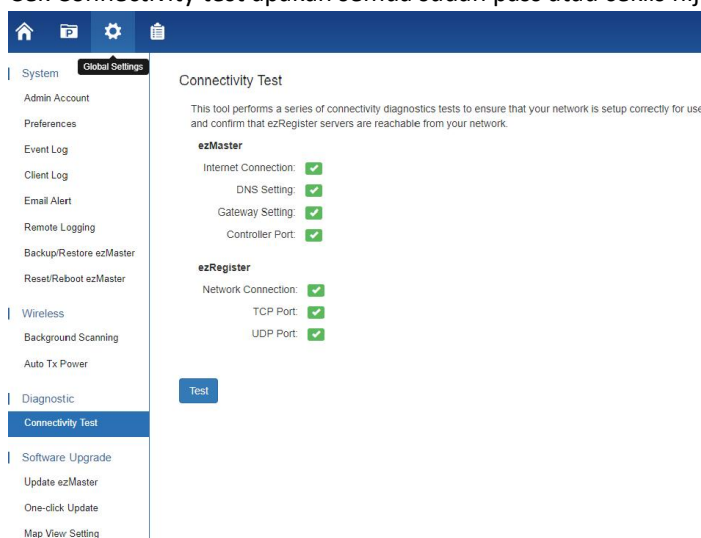 Global Settings
System
Admin Account
Preferences
Event Log
Client Log
Email Alert
Remote Logging
Backup/Restore ezMaster
Reset/Reboot ezMaster
Wireless
Background Scanning
Auto Tx Power
Diagnostic
Connectivity Test
Software Upgrade
Update ezMaster
One-click Update
Map View Setting
Connectivity Test
This tool performs a series of connectivity diagnostics tests to ensure that your network is setup correctly for use
and confirm that ezRegister servers are reachable from your network.
ezMaster
Internet Connection:
DNS Setting:
Gateway Setting:
Controller Port:
ezRegister
Network Connection:
TCP Port:
UDP Port:
Test